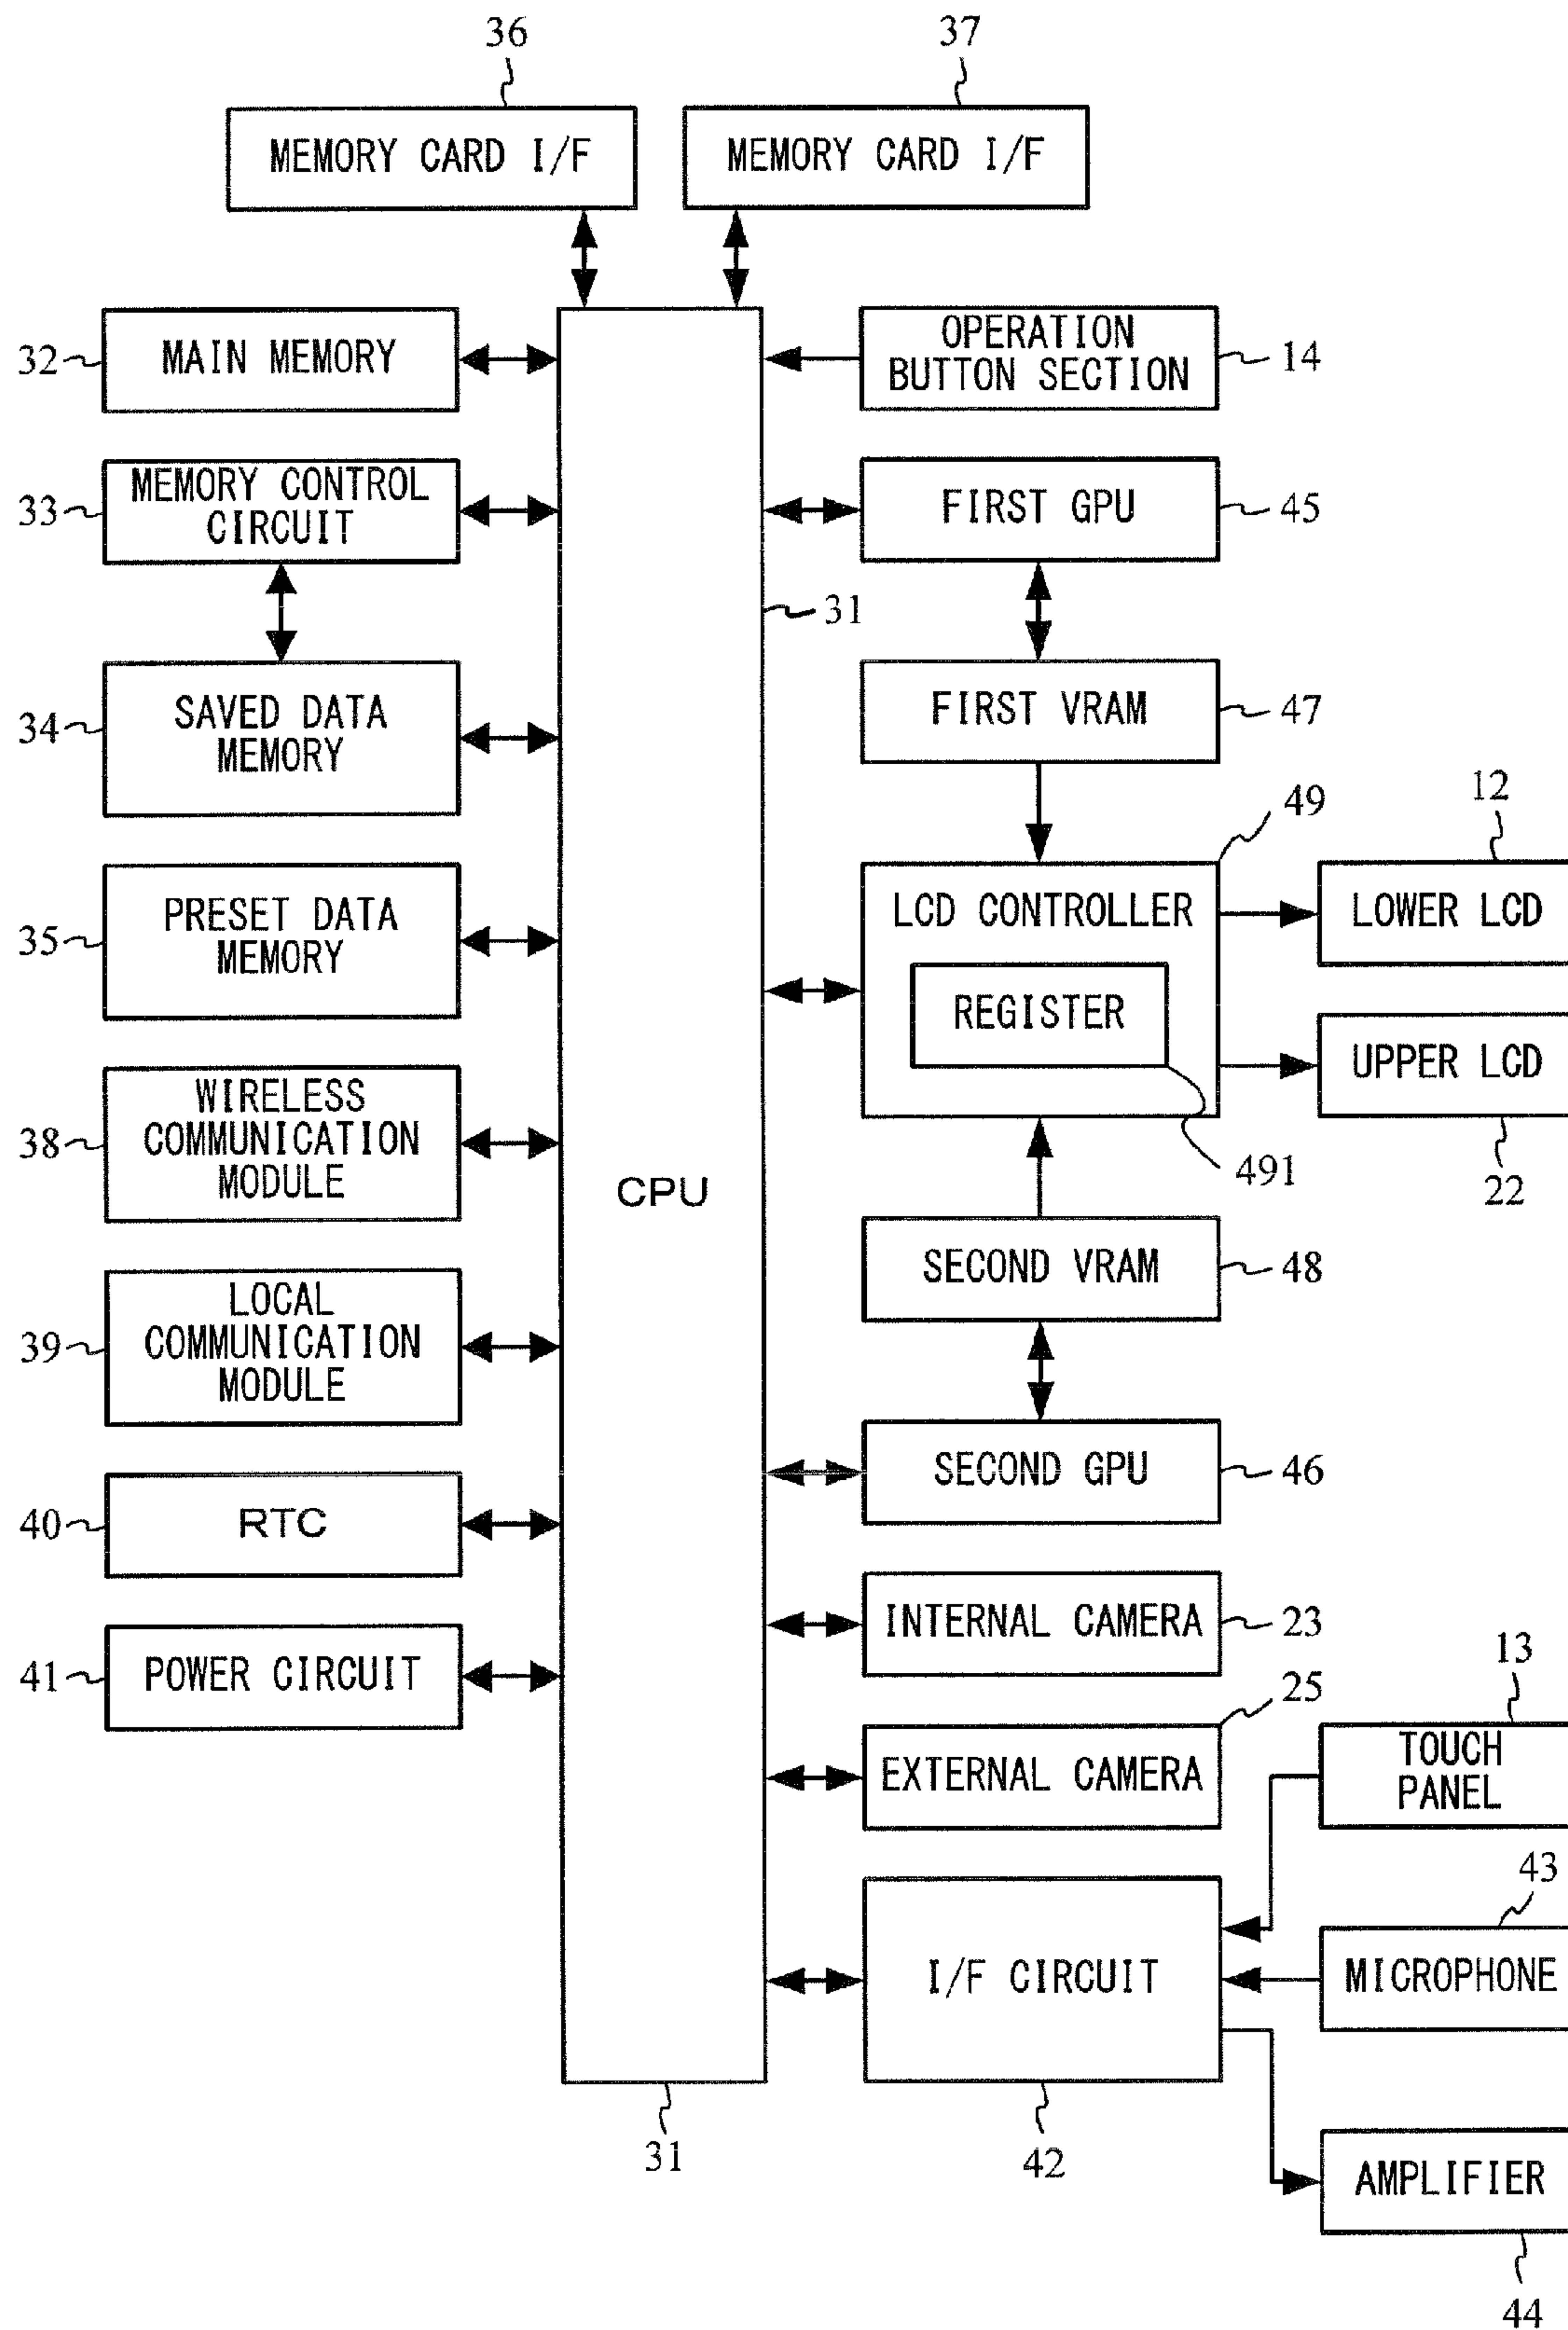 36
37
MEMORY CARD I/F
MEMORY CARD I/F
32
MAIN MEMORY
OPERATION
BUTTON SECTION
14
33
MEMORY CONTROL
CIRCUIT
FIRST GPU
45
31
34
SAVED DATA
MEMORY
FIRST VRAM
47
49
12
35
PRESET DATA
MEMORY
LCD CONTROLLER
LOWER LCD
REGISTER
UPPER LCD
38
WIRELESS
COMMUNICATION
MODULE
491
22
CPU
SECOND VRAM
48
39
LOCAL
COMMUNICATION
MODULE
SECOND GPU
46
40
RTC
INTERNAL CAMERA
23
41
POWER CIRCUIT
25
13
EXTERNAL CAMERA
TOUCH
PANEL
43
I/F CIRCUIT
MICROPHONE
31
42
AMPLIFIER
44